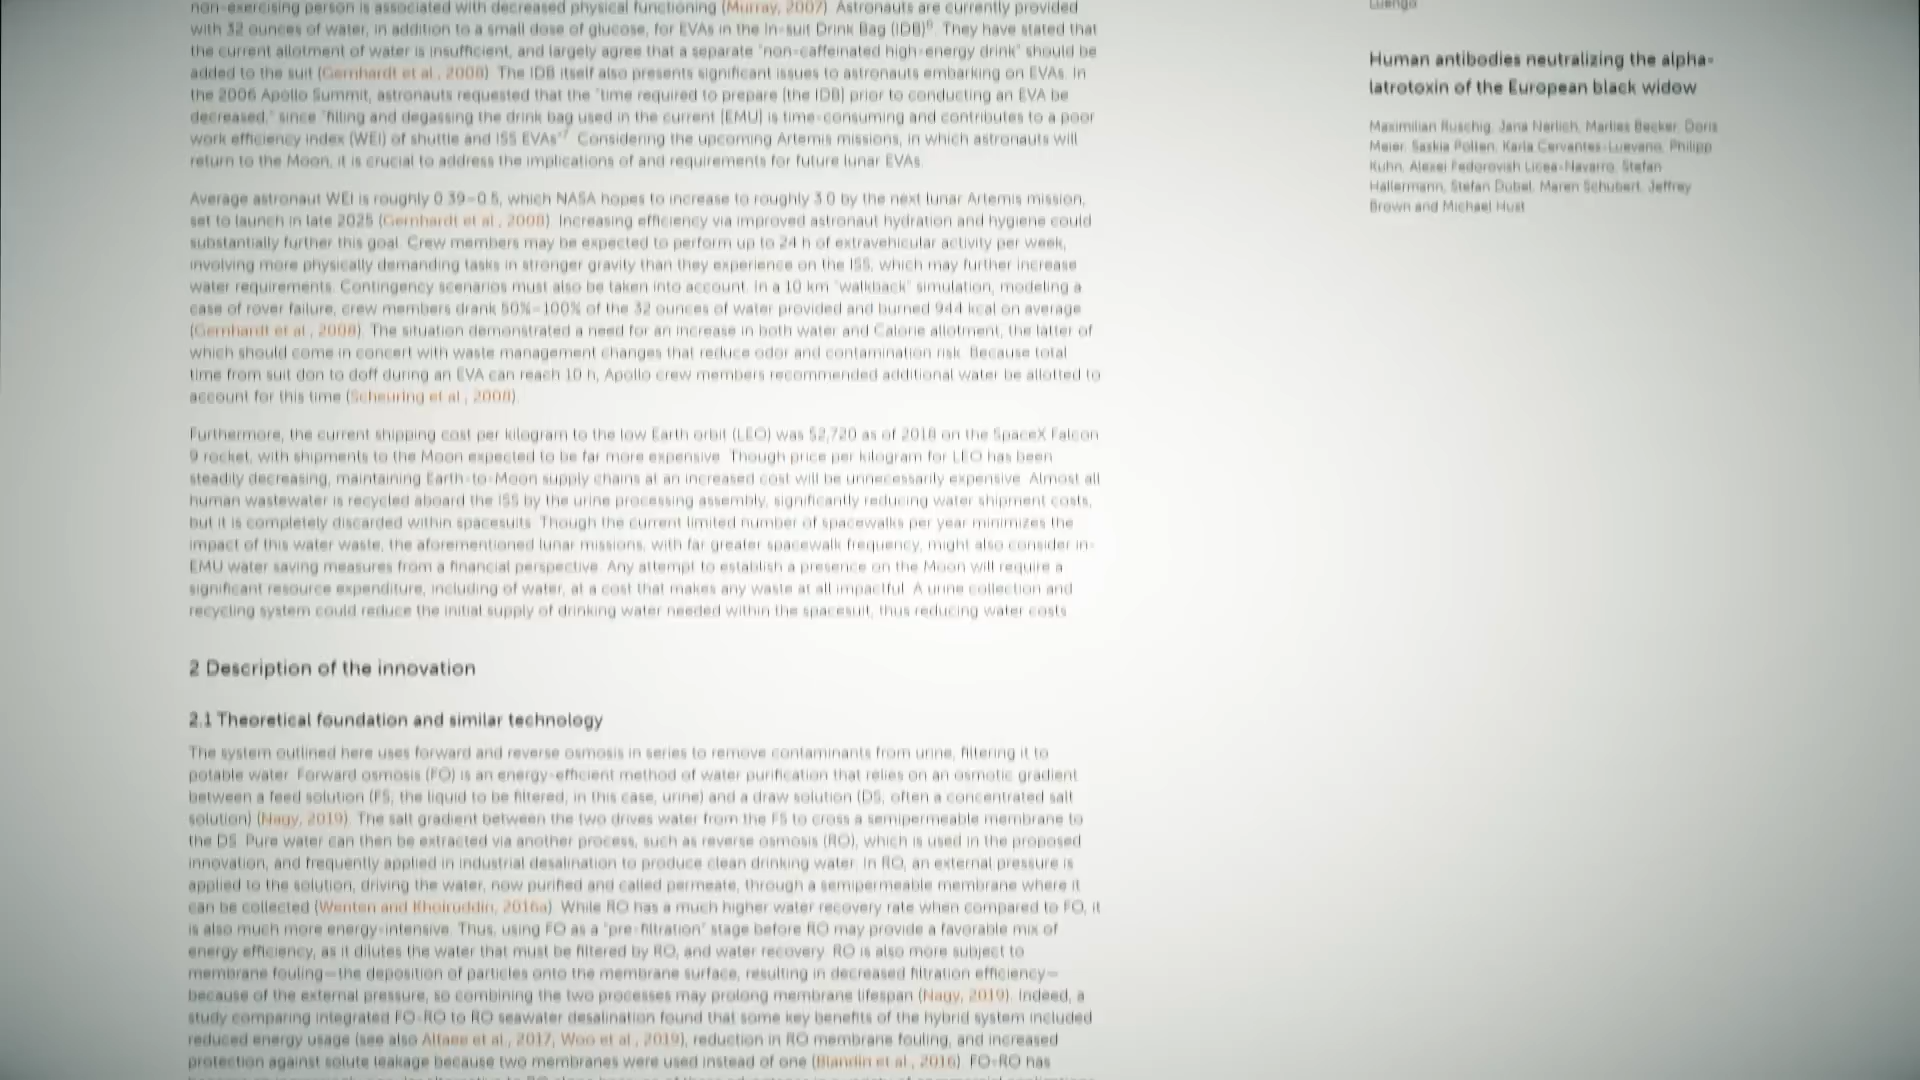 non-exercising person is associated with decreased physical functioning (Murray, 2007). Astronauts are currently provided
with 32 ounces of water, in addition to a small dose of glucose, for EVAs in the In-suit Drink Bag (IDB)⁶. They have stated that
the current allotment of water is insufficient, and largely agree that a separate "non-caffeinated high-energy drink" should be
added to the suit (Gernhardt et al., 2008). The IDB itself also presents significant issues to astronauts embarking on EVAs. In
the 2006 Apollo Summit, astronauts requested that the "time required to prepare [the IDB] prior to conducting an EVA be
decreased," since "filling and degassing the drink bag used in the current [EMU] is time-consuming and contributes to a poor
work efficiency index (WEI) of shuttle and ISS EVAs"⁷. Considering the upcoming Artemis missions, in which astronauts will
return to the Moon, it is crucial to address the implications of and requirements for future lunar EVAs.
Average astronaut WEI is roughly 0.39–0.5, which NASA hopes to increase to roughly 3.0 by the next lunar Artemis mission,
set to launch in late 2025 (Gernhardt et al., 2008). Increasing efficiency via improved astronaut hydration and hygiene could
substantially further this goal. Crew members may be expected to perform up to 24 h of extravehicular activity per week,
involving more physically demanding tasks in stronger gravity than they experience on the ISS, which may further increase
water requirements. Contingency scenarios must also be taken into account. In a 10 km "walkback" simulation, modeling a
case of rover failure, crew members drank 50%–100% of the 32 ounces of water provided and burned 944 kcal on average
(Gernhardt et al., 2008). The situation demonstrated a need for an increase in both water and Calorie allotment, the latter of
which should come in concert with waste management changes that reduce odor and contamination risk. Because total
time from suit don to doff during an EVA can reach 10 h, Apollo crew members recommended additional water be allotted to
account for this time (Scheuring et al., 2008).
Furthermore, the current shipping cost per kilogram to the low Earth orbit (LEO) was $2,720 as of 2018 on the SpaceX Falcon
9 rocket, with shipments to the Moon expected to be far more expensive. Though price per kilogram for LEO has been
steadily decreasing, maintaining Earth-to-Moon supply chains at an increased cost will be unnecessarily expensive. Almost all
human wastewater is recycled aboard the ISS by the urine processing assembly, significantly reducing water shipment costs,
but it is completely discarded within spacesuits. Though the current limited number of spacewalks per year minimizes the
impact of this water waste, the aforementioned lunar missions, with far greater spacewalk frequency, might also consider in-
EMU water saving measures from a financial perspective. Any attempt to establish a presence on the Moon will require a
significant resource expenditure, including of water, at a cost that makes any waste at all impactful. A urine collection and
recycling system could reduce the initial supply of drinking water needed within the spacesuit, thus reducing water costs.
2 Description of the innovation
2.1 Theoretical foundation and similar technology
The system outlined here uses forward and reverse osmosis in series to remove contaminants from urine, filtering it to
potable water. Forward osmosis (FO) is an energy-efficient method of water purification that relies on an osmotic gradient
between a feed solution (FS, the liquid to be filtered, in this case, urine) and a draw solution (DS, often a concentrated salt
solution) (Nagy, 2019). The salt gradient between the two drives water from the FS to cross a semipermeable membrane to
the DS. Pure water can then be extracted via another process, such as reverse osmosis (RO), which is used in the proposed
innovation, and frequently applied in industrial desalination to produce clean drinking water. In RO, an external pressure is
applied to the solution, driving the water, now purified and called permeate, through a semipermeable membrane where it
can be collected (Wenten and Khoiruddin, 2016a). While RO has a much higher water recovery rate when compared to FO, it
is also much more energy-intensive. Thus, using FO as a "pre-filtration" stage before RO may provide a favorable mix of
energy efficiency, as it dilutes the water that must be filtered by RO, and water recovery. RO is also more subject to
membrane fouling—the deposition of particles onto the membrane surface, resulting in decreased filtration efficiency—
because of the external pressure, so combining the two processes may prolong membrane lifespan (Nagy, 2019). Indeed, a
study comparing integrated FO-RO to RO seawater desalination found that some key benefits of the hybrid system included
reduced energy usage (see also Altaee et al., 2017; Woo et al., 2019), reduction in RO membrane fouling, and increased
protection against solute leakage because two membranes were used instead of one (Blandin et al., 2016). FO-RO has
Luengo
Human antibodies neutralizing the alpha-
latrotoxin of the European black widow
Maximilian Ruschig, Jana Nerlich, Marlies Becker, Doris
Meier, Saskia Polten, Karla Cervantes-Luevano, Philipp
Kuhn, Alexei Fedorovish Licea-Navarro, Stefan
Hallermann, Stefan Dübel, Maren Schubert, Jeffrey
Brown and Michael Hust